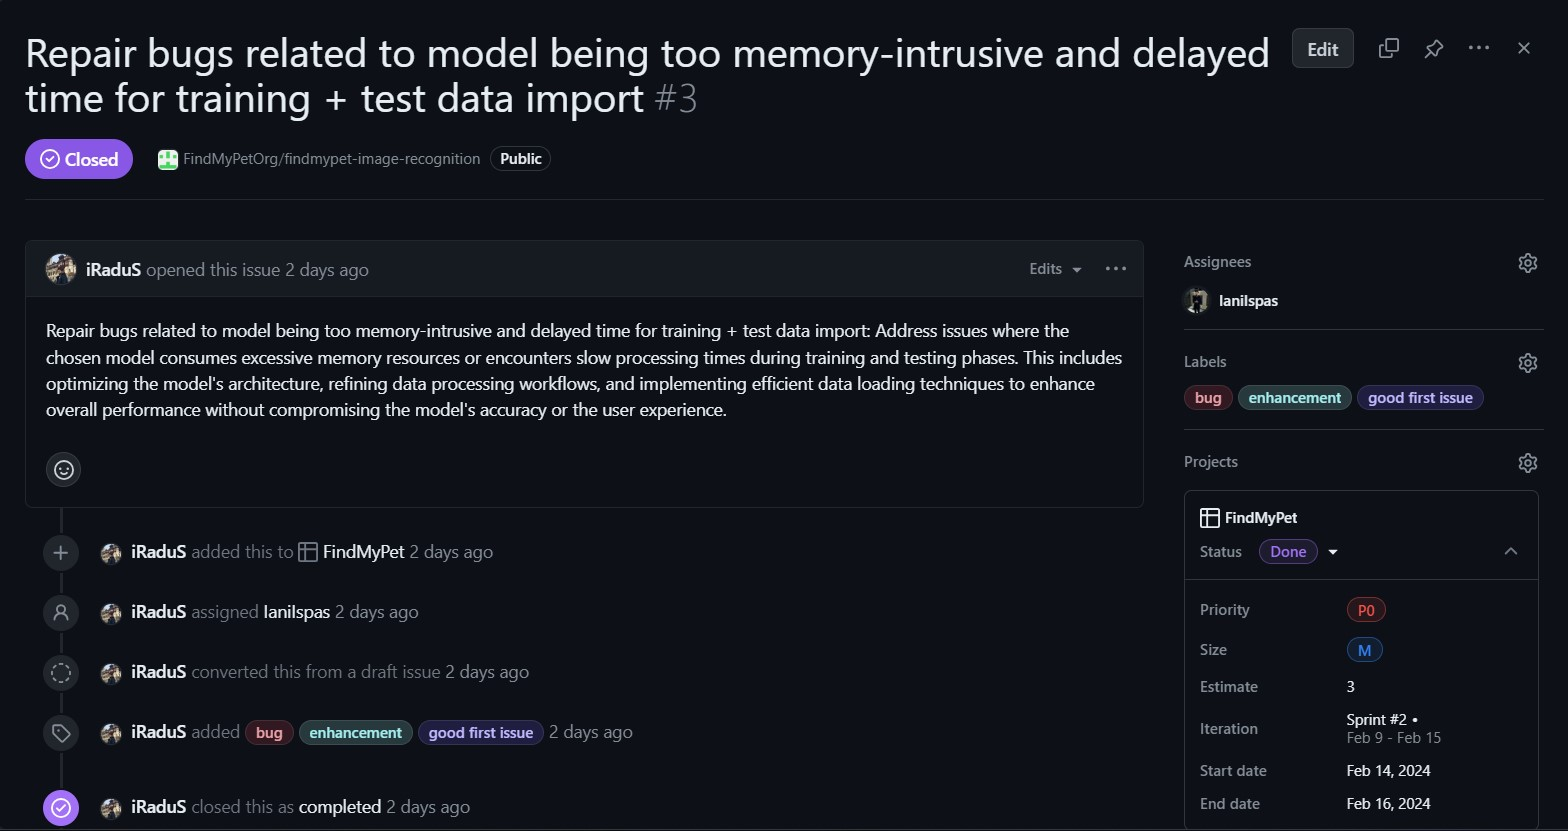 Repair bugs related to model being too memory-intrusive and delayed
time for training + test data import #3
Edit
Closed
FindMyPetOrg/findmypet-image-recognition
Public
iRaduS opened this issue 2 days ago
Edits
Repair bugs related to model being too memory-intrusive and delayed time for training + test data import: Address issues where the
chosen model consumes excessive memory resources or encounters slow processing times during training and testing phases. This includes
optimizing the model's architecture, refining data processing workflows, and implementing efficient data loading techniques to enhance
overall performance without compromising the model's accuracy or the user experience.
iRaduS added this to FindMyPet 2 days ago
iRaduS assigned lanilspas 2 days ago
iRaduS converted this from a draft issue 2 days ago
iRaduS added bug enhancement good first issue 2 days ago
iRaduS closed this as completed 2 days ago
Assignees
lanilspas
Labels
bug enhancement good first issue
Projects
FindMyPet
Status Done
Priority P0
Size M
Estimate 3
Iteration Sprint #2 •
Feb 9 - Feb 15
Start date Feb 14, 2024
End date Feb 16, 2024